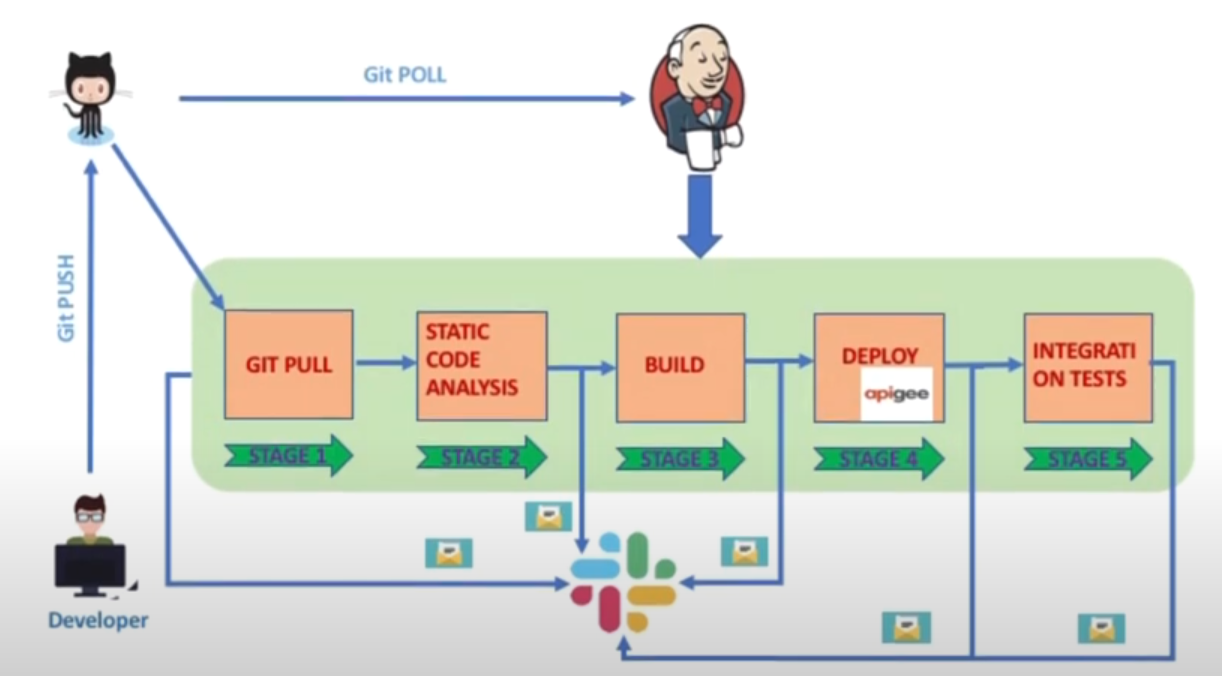 Git POLL
Git PUSH
GIT PULL
STATIC
CODE
ANALYSIS
BUILD
DEPLOY
apigee
INTEGRATI
ON TESTS
STAGE 1
STAGE 2
STAGE 3
STAGE 4
STAGE 5
Developer